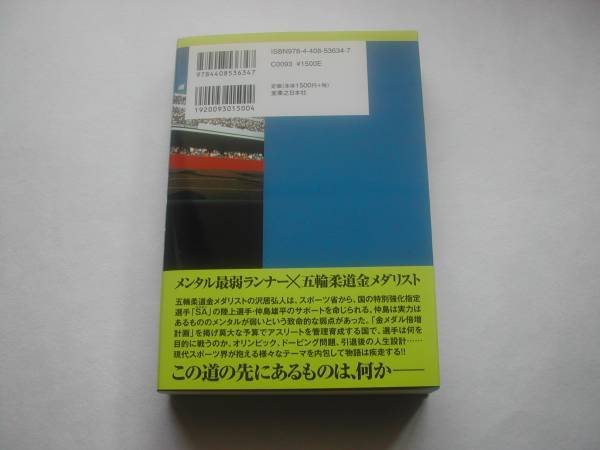 ISBN978-4-408-53634-7
C0093 ¥1500E
定価(本体1500円+税)
実業之日本社
9784408536347
1920093015004
メンタル最弱ランナー×五輪柔道金メダリスト
五輪柔道金メダリストの沢居弘人は、スポーツ省から、国の特別強化指定
選手「SA」の陸上選手・仲島雄平のサポートを命じられる。仲島は実力は
あるもののメンタルが弱いという致命的な弱点があった。「金メダル倍増
計画」を掲げ莫大な予算でアスリートを管理育成する国で、選手は何を
目的に戦うのか。オリンピック、ドーピング問題、引退後の人生設計……
現代スポーツ界が抱える様々なテーマを内包して物語は疾走する!!
この道の先にあるものは、何か――